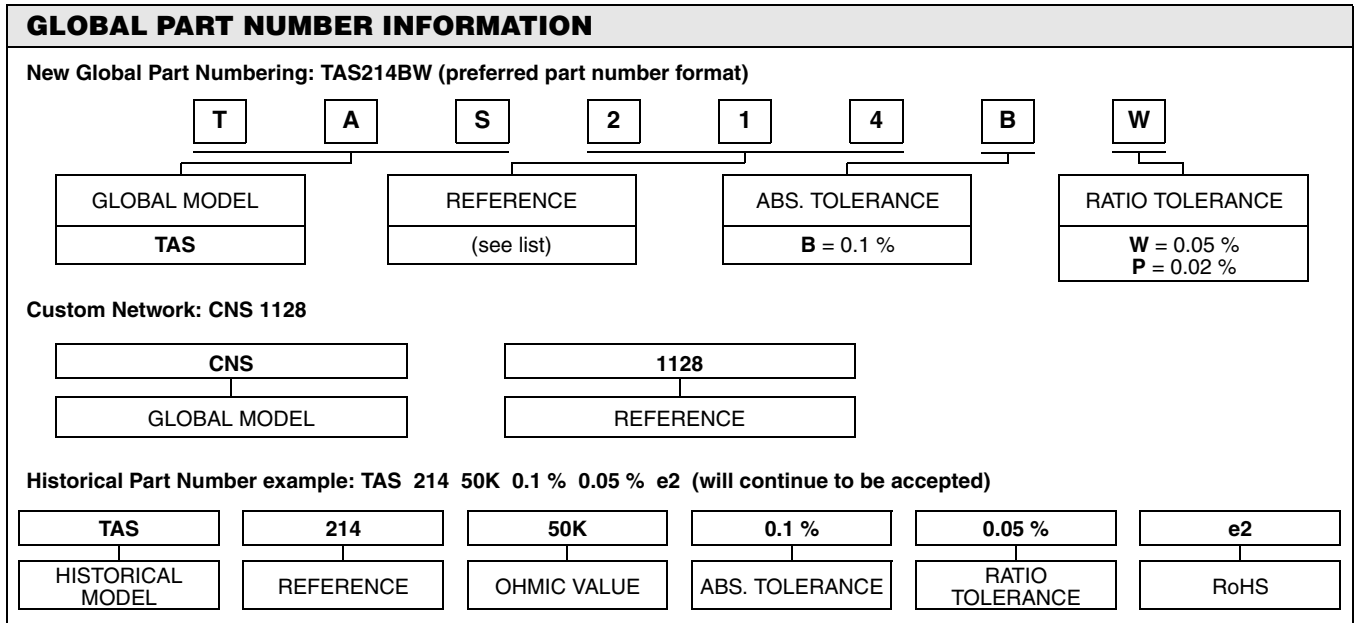 GLOBAL PART NUMBER INFORMATION
New Global Part Numbering: TAS214BW (preferred part number format)
T A S 2 1 4 B W
GLOBAL MODEL REFERENCE ABS. TOLERANCE RATIO TOLERANCE
TAS (see list) B = 0.1 % W = 0.05 %
P = 0.02 %
Custom Network: CNS 1128
CNS 1128
GLOBAL MODEL REFERENCE
Historical Part Number example: TAS 214 50K 0.1 % 0.05 % e2 (will continue to be accepted)
TAS 214 50K 0.1 % 0.05 % e2
HISTORICAL MODEL REFERENCE OHMIC VALUE ABS. TOLERANCE RATIO TOLERANCE RoHS